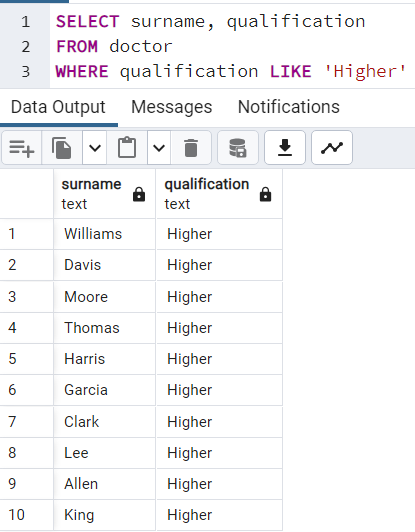 1 SELECT surname, qualification
2 FROM doctor
3 WHERE qualification LIKE 'Higher'
Data Output Messages Notifications
surname qualification
text text
1 Williams Higher
2 Davis Higher
3 Moore Higher
4 Thomas Higher
5 Harris Higher
6 Garcia Higher
7 Clark Higher
8 Lee Higher
9 Allen Higher
10 King Higher